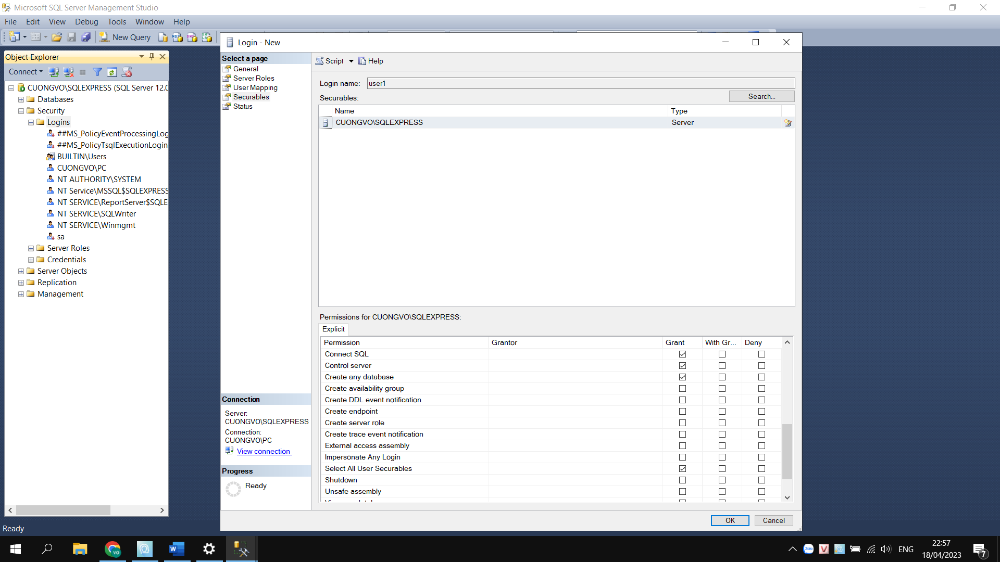 Microsoft SQL Server Management Studio
File Edit View Debug Tools Window Help
New Query
Object Explorer
Connect
CUONGVO\SQLEXPRESS (SQL Server 12.0
Databases
Security
Logins
##MS_PolicyEventProcessingLog
##MS_PolicyTsqlExecutionLogin
BUILTIN\Users
CUONGVO\PC
NT AUTHORITY\SYSTEM
NT Service\MSSQL$SQLEXPRESS
NT SERVICE\ReportServer$SQLE
NT SERVICE\SQLWriter
NT SERVICE\Winmgmt
sa
Server Roles
Credentials
Server Objects
Replication
Management
Ready
Login - New
Select a page
General
Server Roles
User Mapping
Securables
Status
Connection
Server:
CUONGVO\SQLEXPRESS
Connection:
CUONGVO\PC
View connection
Progress
Ready
Script Help
Login name: user1
Securables: Search...
Name Type
CUONGVO\SQLEXPRESS Server
Permissions for CUONGVO\SQLEXPRESS:
Explicit
Permission Grantor Grant With Gr... Deny
Connect SQL
Control server
Create any database
Create availability group
Create DDL event notification
Create endpoint
Create server role
Create trace event notification
External access assembly
Impersonate Any Login
Select All User Securables
Shutdown
Unsafe assembly
OK Cancel
VO
W
Zalo
V
ENG
22:57
18/04/2023
7